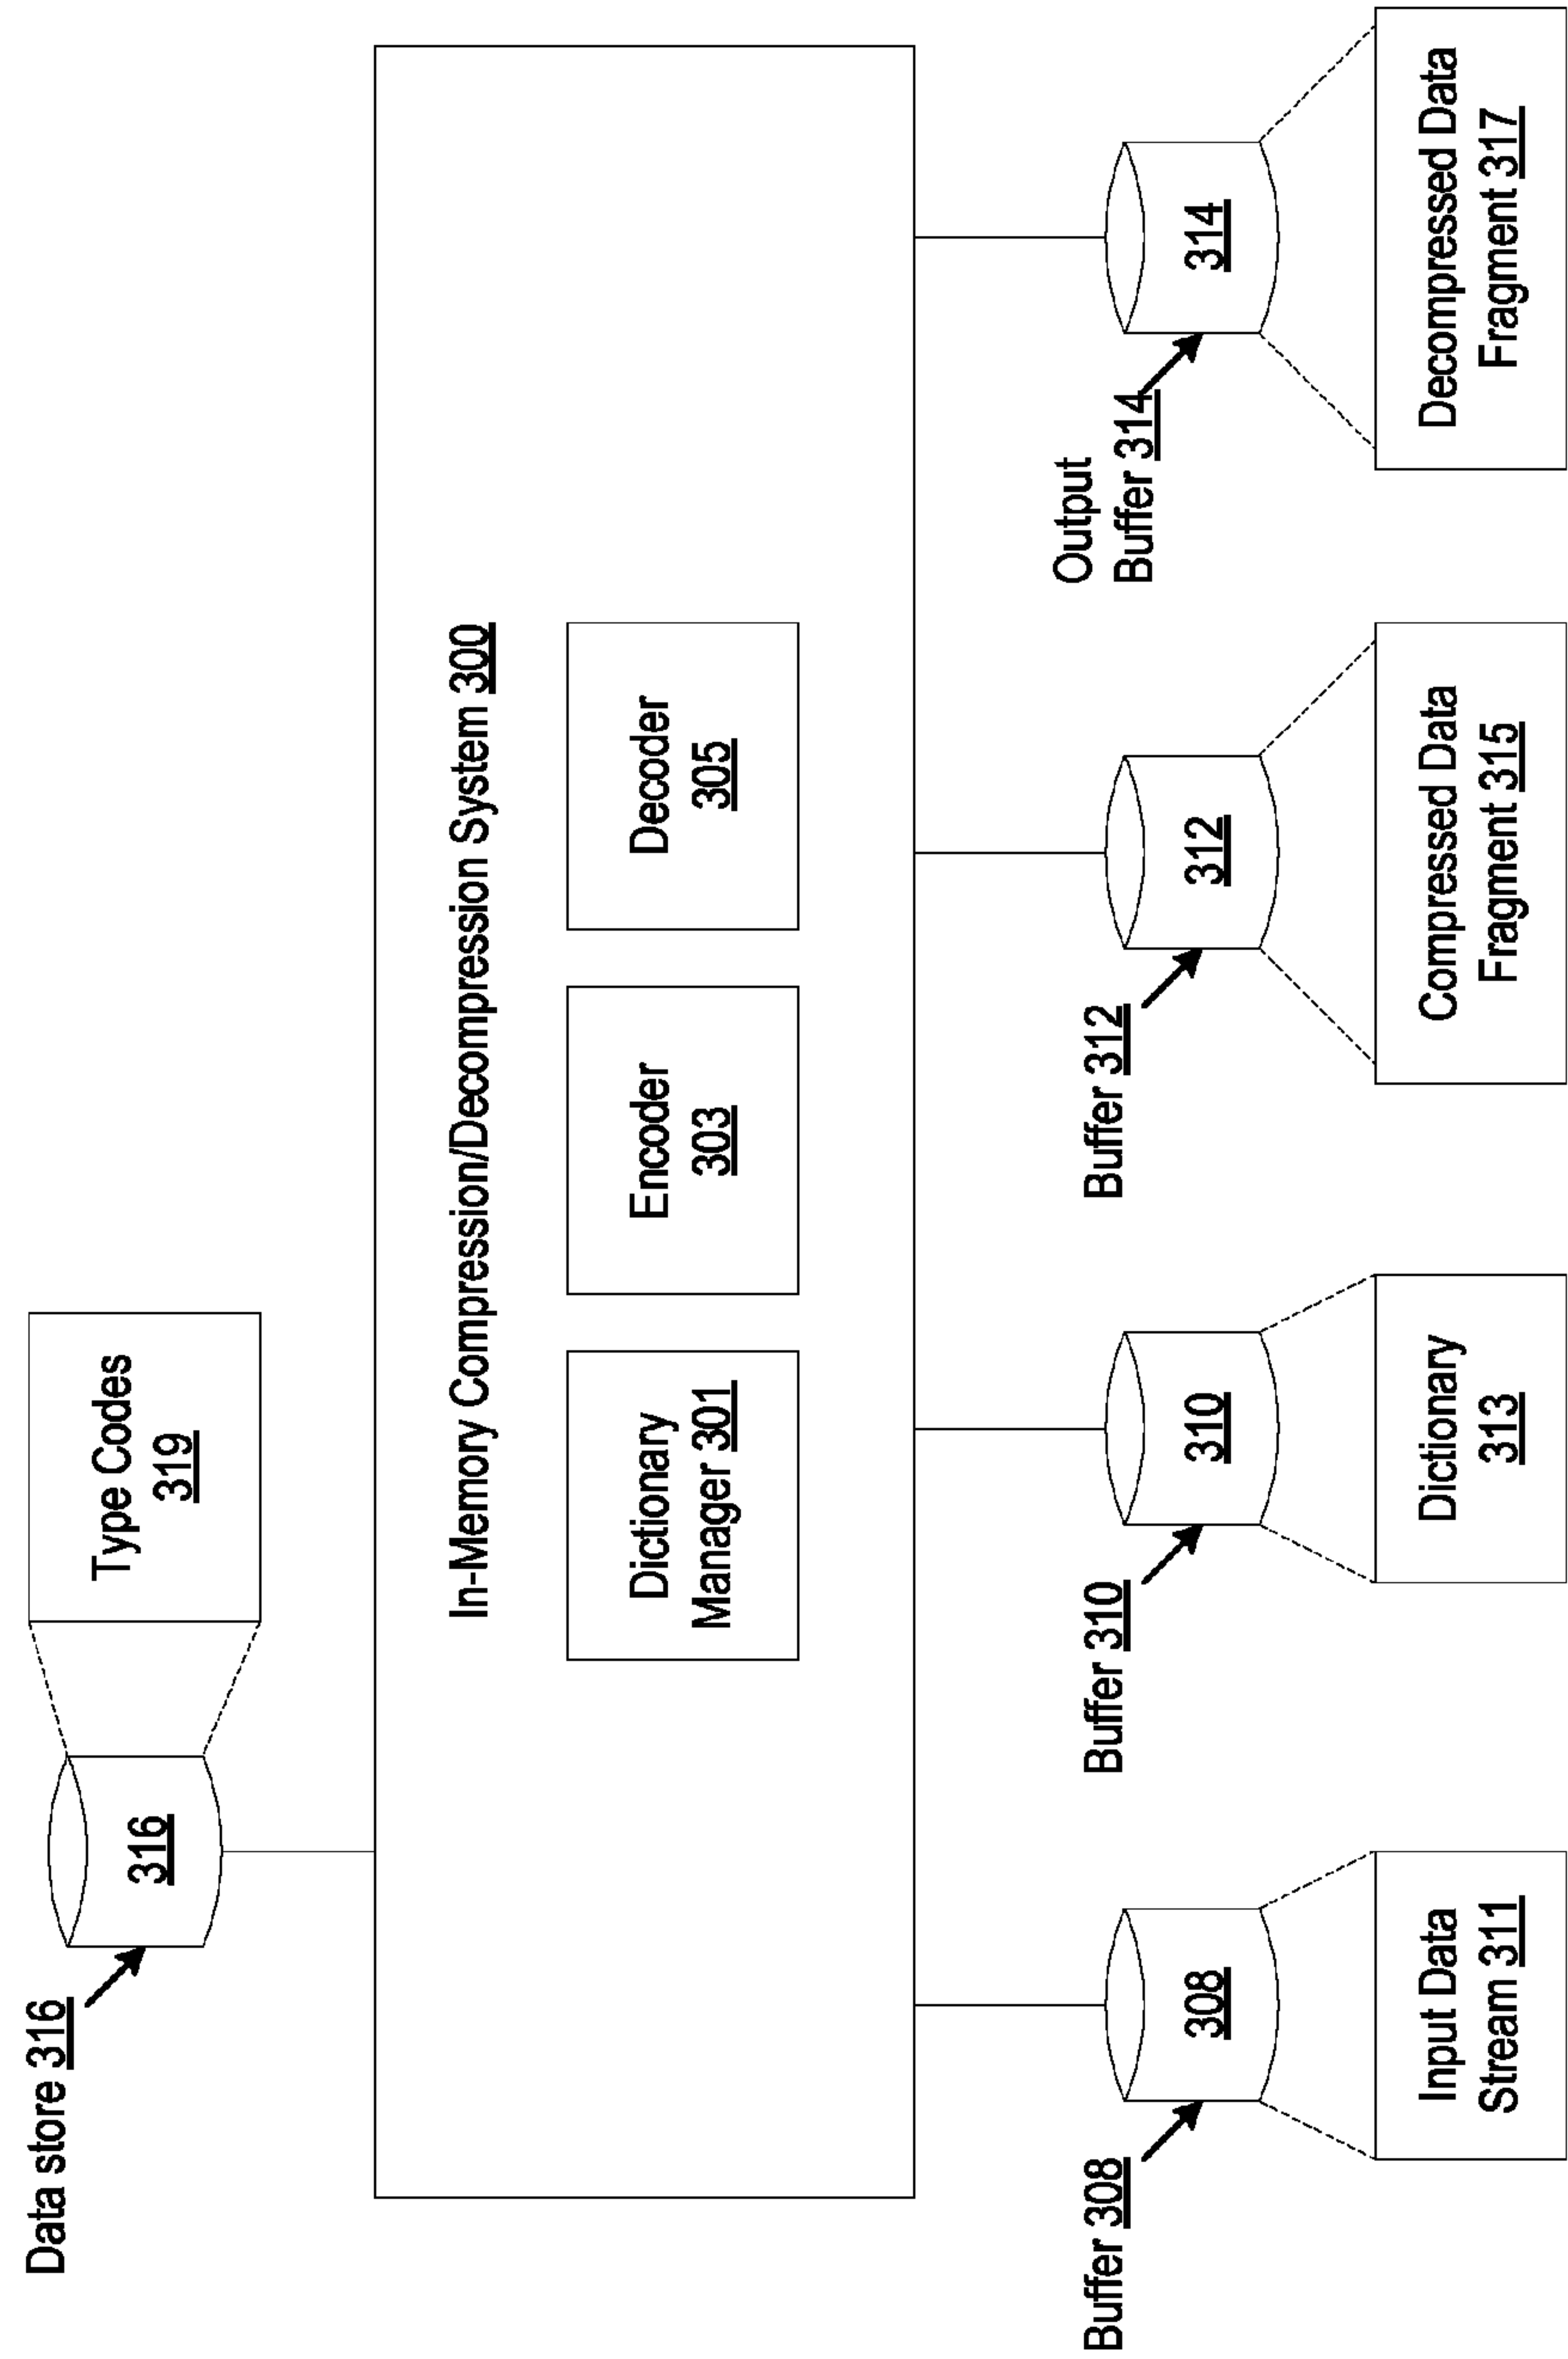 Data store 316
316
Type Codes
319
In-Memory Compression/Decompression System 300
Dictionary
Manager 301
Encoder
303
Decoder
305
Buffer 308
308
Buffer 310
310
Buffer 312
312
Output
Buffer 314
314
Input Data
Stream 311
Dictionary
313
Compressed Data
Fragment 315
Decompressed Data
Fragment 317